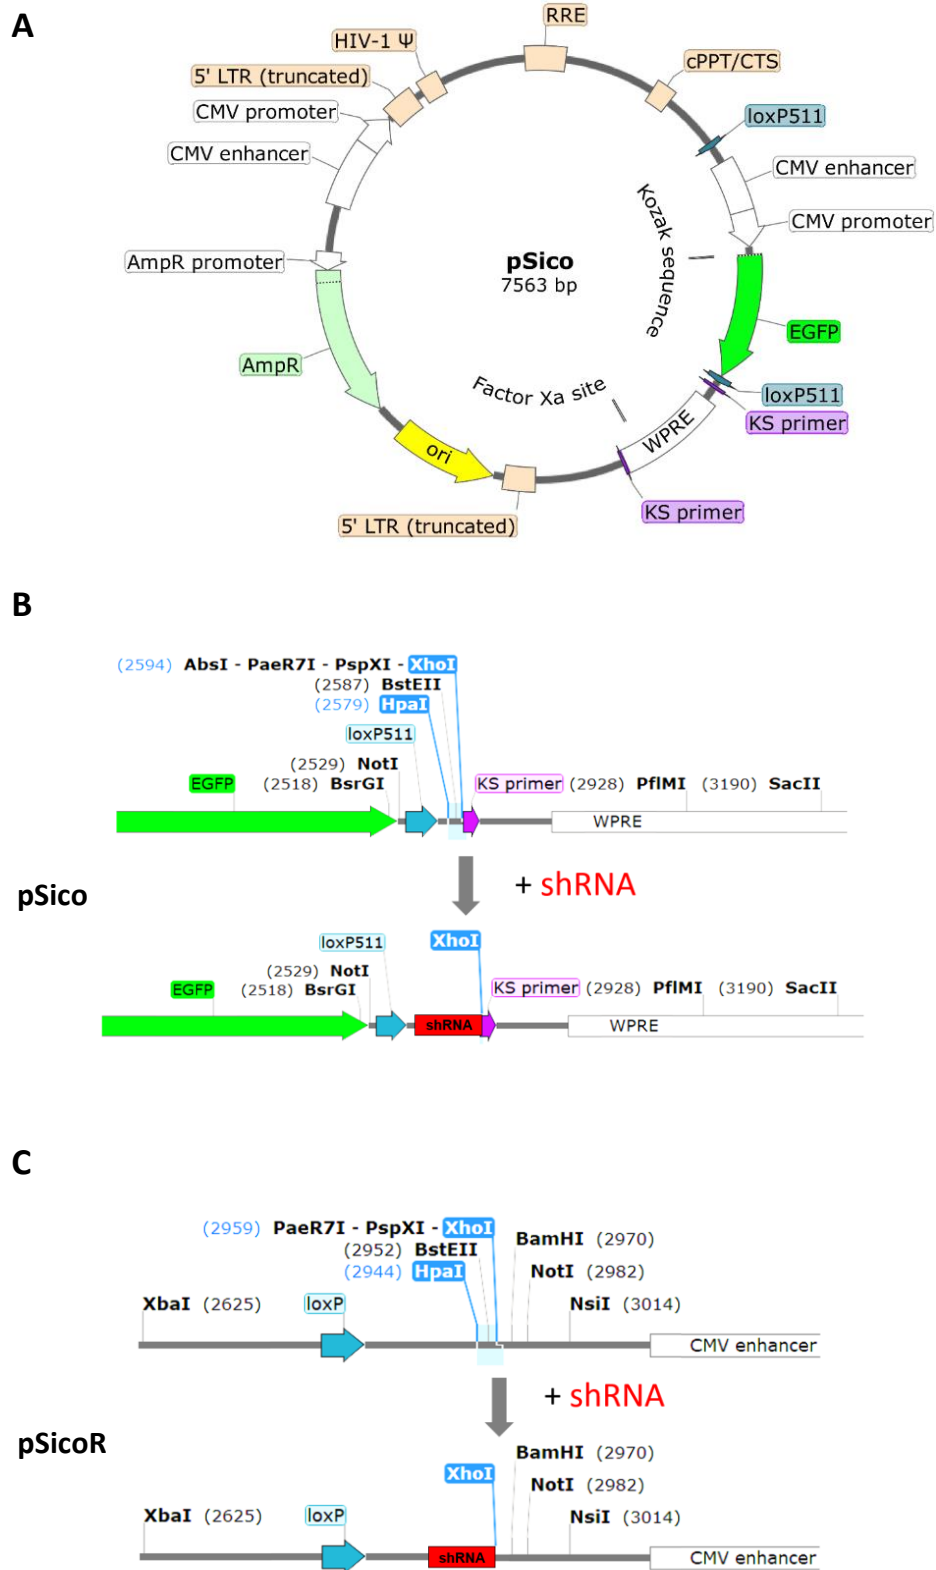 A
RRE
HIV-1 Ψ
cPPT/CTS
5' LTR (truncated)
CMV promoter
loxP511
CMV enhancer
CMV enhancer
CMV promoter
Kozak sequence
AmpR promoter
pSico
7563 bp
EGFP
AmpR
Factor Xa site
loxP511
KS primer
WPRE
ori
KS primer
5' LTR (truncated)
B
(2594) AbsI - PaeR7I - PspXI - XhoI
(2587) BstEII
(2579) HpaI
loxP511
(2529) NotI
EGFP (2518) BsrGI KS primer (2928) PflMI (3190) SacII
WPRE
pSico
+ shRNA
loxP511 XhoI
(2529) NotI
EGFP (2518) BsrGI KS primer (2928) PflMI (3190) SacII
shRNA WPRE
C
(2959) PaeR7I - PspXI - XhoI
BamHI (2970)
(2952) BstEII
(2944) HpaI NotI (2982)
XbaI (2625) loxP NsiI (3014)
CMV enhancer
+ shRNA
pSicoR
BamHI (2970)
XhoI NotI (2982)
XbaI (2625) loxP NsiI (3014)
shRNA CMV enhancer